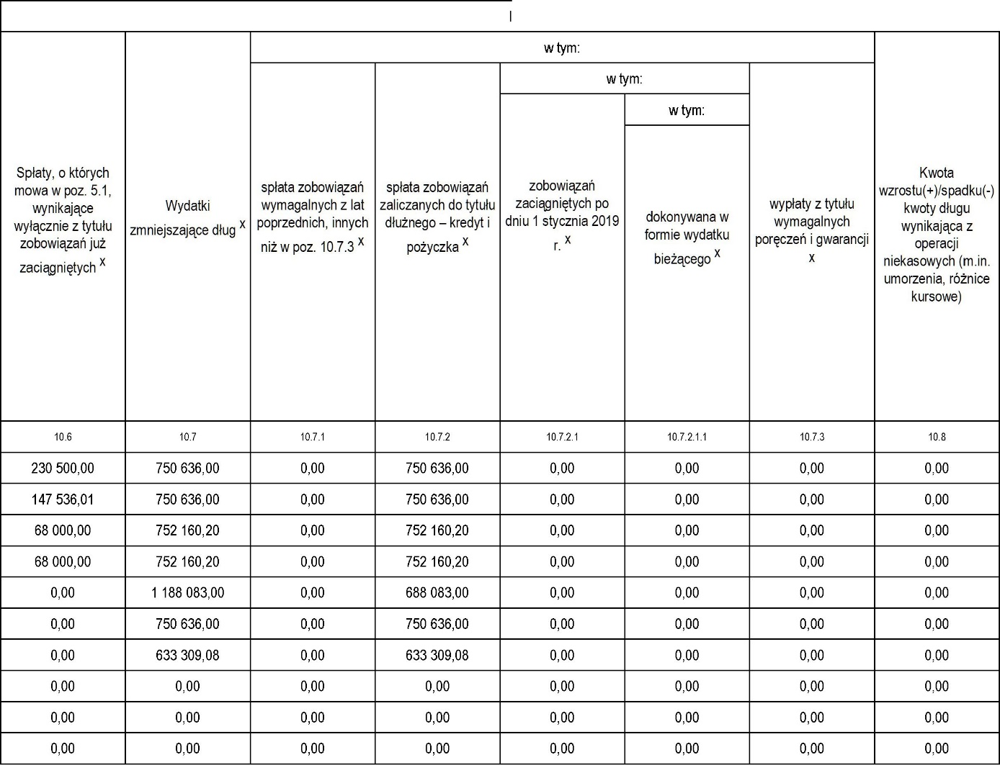 w tym:
w tym:
w tym:
Spłaty, o których
mowa w poz. 5.1,
wynikające
wyłącznie z tytułu
zobowiązań już
zaciągniętych x
Wydatki
zmniejszające dług x
spłata zobowiązań
wymagalnych z lat
poprzednich, innych
niż w poz. 10.7.3 x
spłata zobowiązań
zaliczanych do tytułu
dłużnego – kredyt i
pożyczka x
zobowiązań
zaciągniętych po
dniu 1 stycznia 2019
r. x
dokonywana w
formie wydatku
bieżącego x
wypłaty z tytułu
wymagalnych
poręczeń i gwarancji
x
Kwota
wzrostu(+)/spadku(-)
kwoty długu
wynikająca z
operacji
niekasowych (m.in.
umorzenia, różnice
kursowe)
10.6 10.7 10.7.1 10.7.2 10.7.2.1 10.7.2.1.1 10.7.3 10.8
230 500,00 750 636,00 0,00 750 636,00 0,00 0,00 0,00 0,00
147 536,01 750 636,00 0,00 750 636,00 0,00 0,00 0,00 0,00
68 000,00 752 160,20 0,00 752 160,20 0,00 0,00 0,00 0,00
68 000,00 752 160,20 0,00 752 160,20 0,00 0,00 0,00 0,00
0,00 1 188 083,00 0,00 688 083,00 0,00 0,00 0,00 0,00
0,00 750 636,00 0,00 750 636,00 0,00 0,00 0,00 0,00
0,00 633 309,08 0,00 633 309,08 0,00 0,00 0,00 0,00
0,00 0,00 0,00 0,00 0,00 0,00 0,00 0,00
0,00 0,00 0,00 0,00 0,00 0,00 0,00 0,00
0,00 0,00 0,00 0,00 0,00 0,00 0,00 0,00